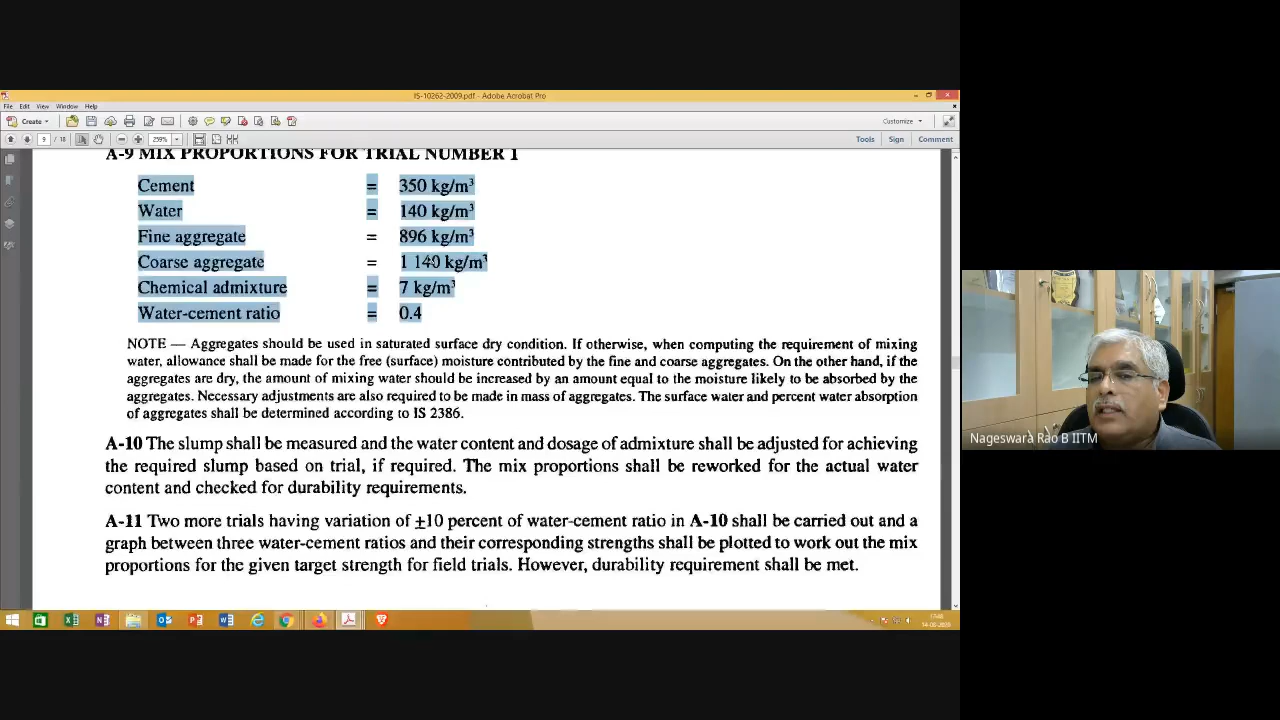 IS-10262-2009.pdf - Adobe Acrobat Pro
File Edit View Window Help
Create
Customize
9 / 18
259%
Tools Sign Comment
A-9 MIX PROPORTIONS FOR TRIAL NUMBER 1
Cement = 350 kg/m³
Water = 140 kg/m³
Fine aggregate = 896 kg/m³
Coarse aggregate = 1 140 kg/m³
Chemical admixture = 7 kg/m³
Water-cement ratio = 0.4
NOTE — Aggregates should be used in saturated surface dry condition. If otherwise, when computing the requirement of mixing
water, allowance shall be made for the free (surface) moisture contributed by the fine and coarse aggregates. On the other hand, if the
aggregates are dry, the amount of mixing water should be increased by an amount equal to the moisture likely to be absorbed by the
aggregates. Necessary adjustments are also required to be made in mass of aggregates. The surface water and percent water absorption
of aggregates shall be determined according to IS 2386.
A-10 The slump shall be measured and the water content and dosage of admixture shall be adjusted for achieving
the required slump based on trial, if required. The mix proportions shall be reworked for the actual water
content and checked for durability requirements.
A-11 Two more trials having variation of ±10 percent of water-cement ratio in A-10 shall be carried out and a
graph between three water-cement ratios and their corresponding strengths shall be plotted to work out the mix
proportions for the given target strength for field trials. However, durability requirement shall be met.
Nageswara Rao B IITM